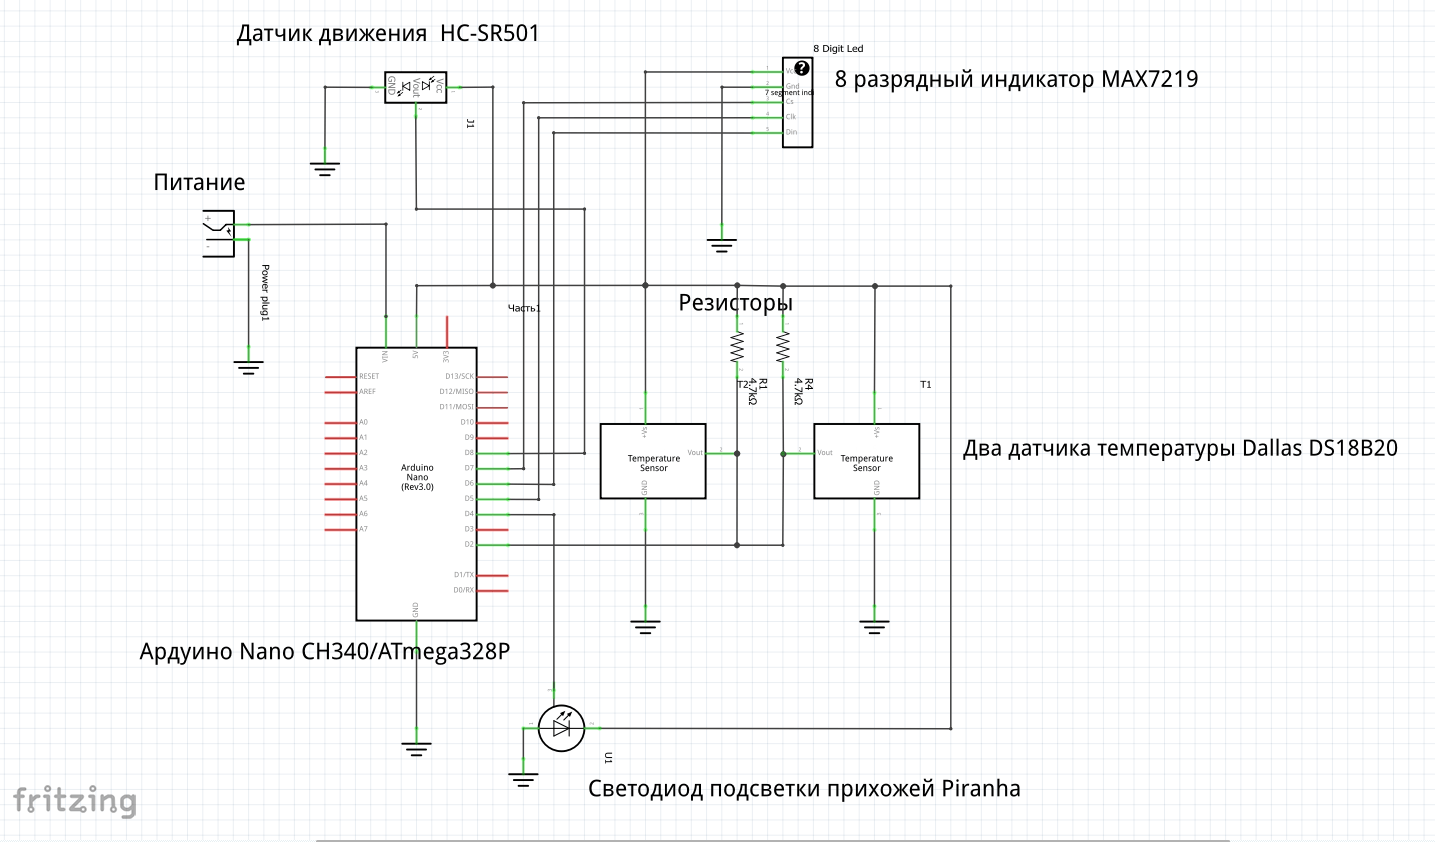 Датчик движения HC-SR501
8 Digit Led
8 разрядный индикатор MAX7219
GND
Vout
Vcc
J1
7 segment indi
Gnd
Cs
Clk
Din
Питание
+
-
Power plug1
Часть1
Резисторы
VIN
5V
3V3
RESET
AREF
A0
A1
A2
A3
A4
A5
A6
A7
D13/SCK
D12/MISO
D11/MOSI
D10
D9
D8
D7
D6
D5
D4
D3
D2
D1/TX
D0/RX
GND
Arduino
Nano
(Rev3.0)
T2
R1
4.7kΩ
R4
4.7kΩ
T1
+Vs
Vout
GND
Temperature
Sensor
+Vs
Vout
GND
Temperature
Sensor
Два датчика температуры Dallas DS18B20
Ардуино Nano CH340/ATmega328P
U1
Светодиод подсветки прихожей Piranha
fritzing